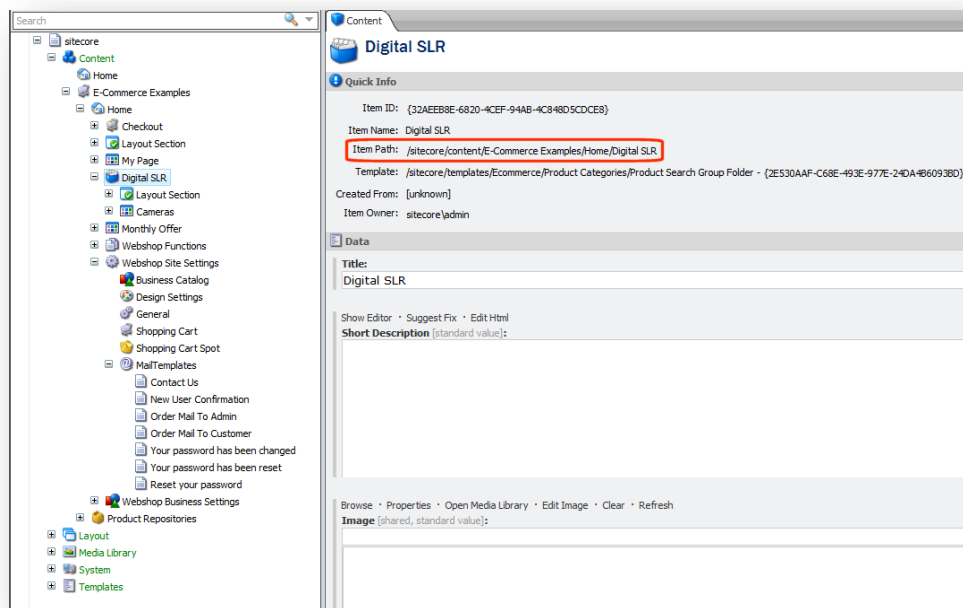 Search
sitecore
Content
Home
E-Commerce Examples
Home
Checkout
Layout Section
My Page
Digital SLR
Layout Section
Cameras
Monthly Offer
Webshop Functions
Webshop Site Settings
Business Catalog
Design Settings
General
Shopping Cart
Shopping Cart Spot
MailTemplates
Contact Us
New User Confirmation
Order Mail To Admin
Order Mail To Customer
Your password has been changed
Your password has been reset
Reset your password
Webshop Business Settings
Product Repositories
Layout
Media Library
System
Templates
Content
Digital SLR
Quick Info
Item ID: {32AEEB8E-6820-4CEF-94AB-4C848D5CDCE8}
Item Name: Digital SLR
Item Path: /sitecore/content/E-Commerce Examples/Home/Digital SLR
Template: /sitecore/templates/Ecommerce/Product Categories/Product Search Group Folder - {2E530AAF-C68E-493E-977E-24DA4B6093BD}
Created From: [unknown]
Item Owner: sitecore\admin
Data
Title:
Digital SLR
Show Editor · Suggest Fix · Edit Html
Short Description [standard value]:
Browse · Properties · Open Media Library · Edit Image · Clear · Refresh
Image [shared, standard value]: